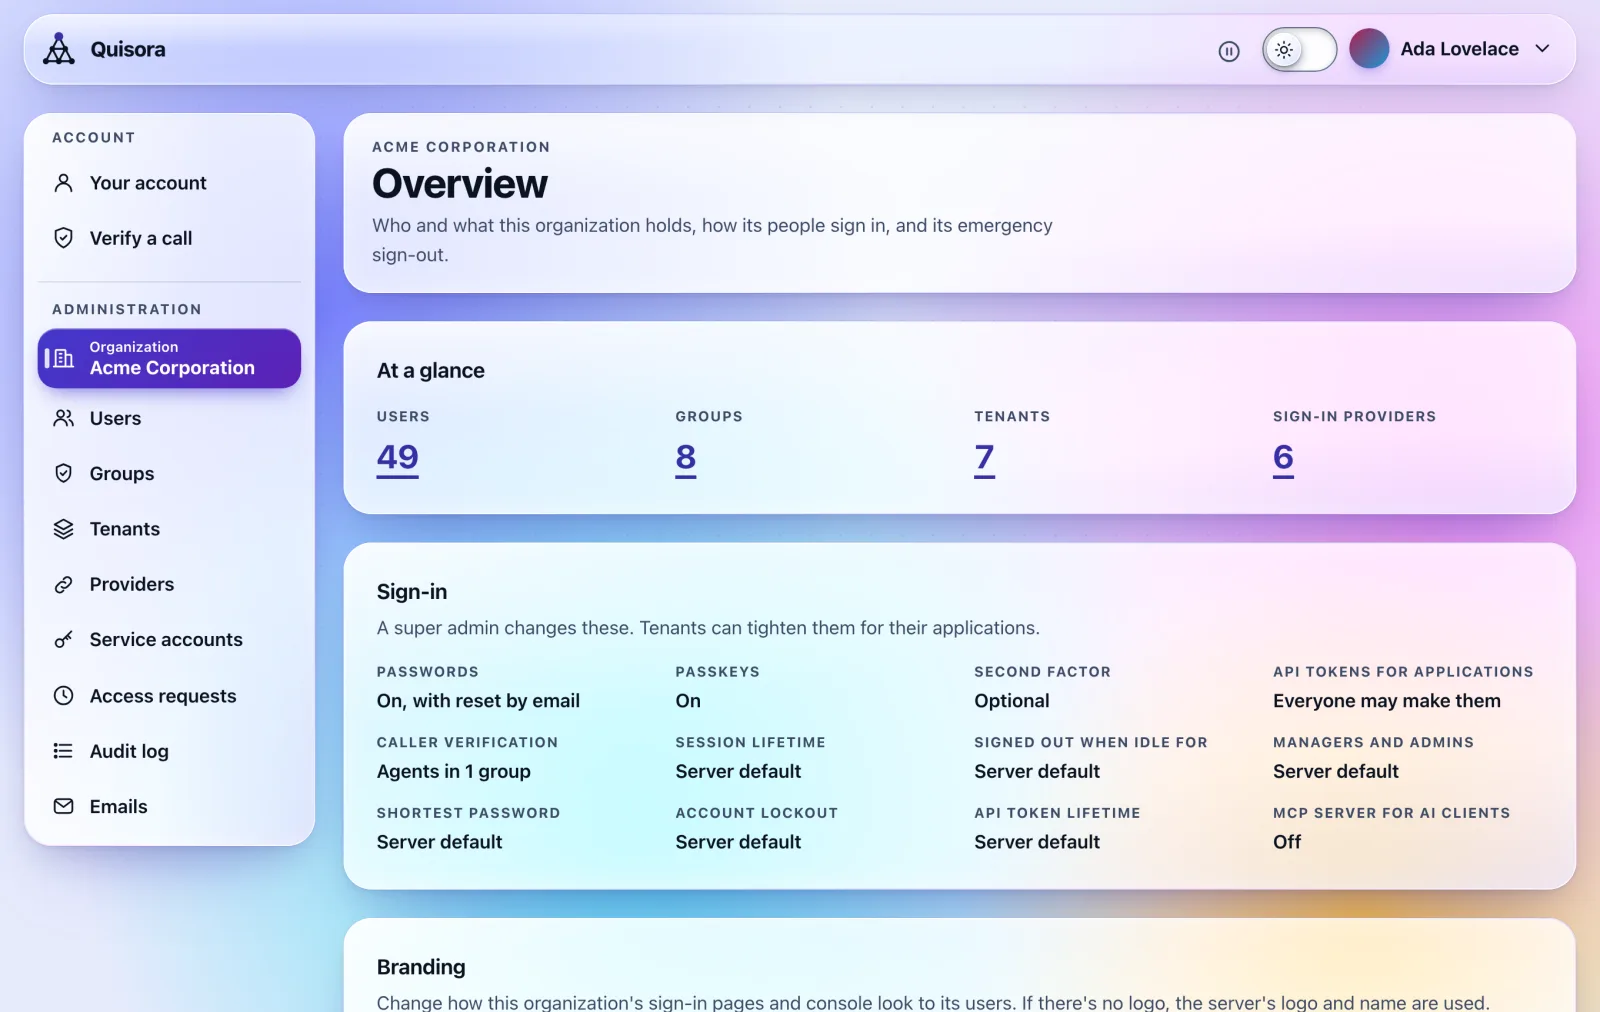 Quisora
Ada Lovelace
ACCOUNT
Your account
Verify a call
ADMINISTRATION
Organization
Acme Corporation
Users
Groups
Tenants
Providers
Service accounts
Access requests
Audit log
Emails
ACME CORPORATION
Overview
Who and what this organization holds, how its people sign in, and its emergency
sign-out.
At a glance
USERS
49
GROUPS
8
TENANTS
7
SIGN-IN PROVIDERS
6
Sign-in
A super admin changes these. Tenants can tighten them for their applications.
PASSWORDS
On, with reset by email
PASSKEYS
On
SECOND FACTOR
Optional
API TOKENS FOR APPLICATIONS
Everyone may make them
CALLER VERIFICATION
Agents in 1 group
SESSION LIFETIME
Server default
SIGNED OUT WHEN IDLE FOR
Server default
MANAGERS AND ADMINS
Server default
SHORTEST PASSWORD
Server default
ACCOUNT LOCKOUT
Server default
API TOKEN LIFETIME
Server default
MCP SERVER FOR AI CLIENTS
Off
Branding
Change how this organization's sign-in pages and console look to its users. If there's no logo, the server's logo and name are used.